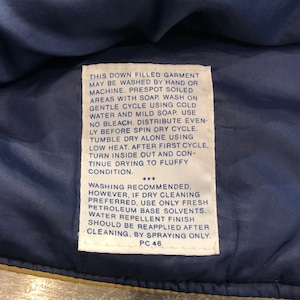 THIS DOWN FILLED GARMENT
MAY BE WASHED BY HAND OR
MACHINE. PRESPOT SOILED
AREAS WITH SOAP. WASH ON
GENTLE CYCLE USING COLD
WATER AND MILD SOAP. USE
NO BLEACH. DISTRIBUTE EVEN-
LY BEFORE SPIN DRY CYCLE.
TUMBLE DRY ALONE USING
LOW HEAT. AFTER FIRST CYCLE,
TURN INSIDE OUT AND CON-
TINUE DRYING TO FLUFFY
CONDITION.
***
WASHING RECOMMENDED,
HOWEVER, IF DRY CLEANING
PREFERRED, USE ONLY FRESH
PETROLEUM BASE SOLVENTS.
WATER REPELLENT FINISH
SHOULD BE REAPPLIED AFTER
CLEANING, BY SPRAYING ONLY.
PC 46